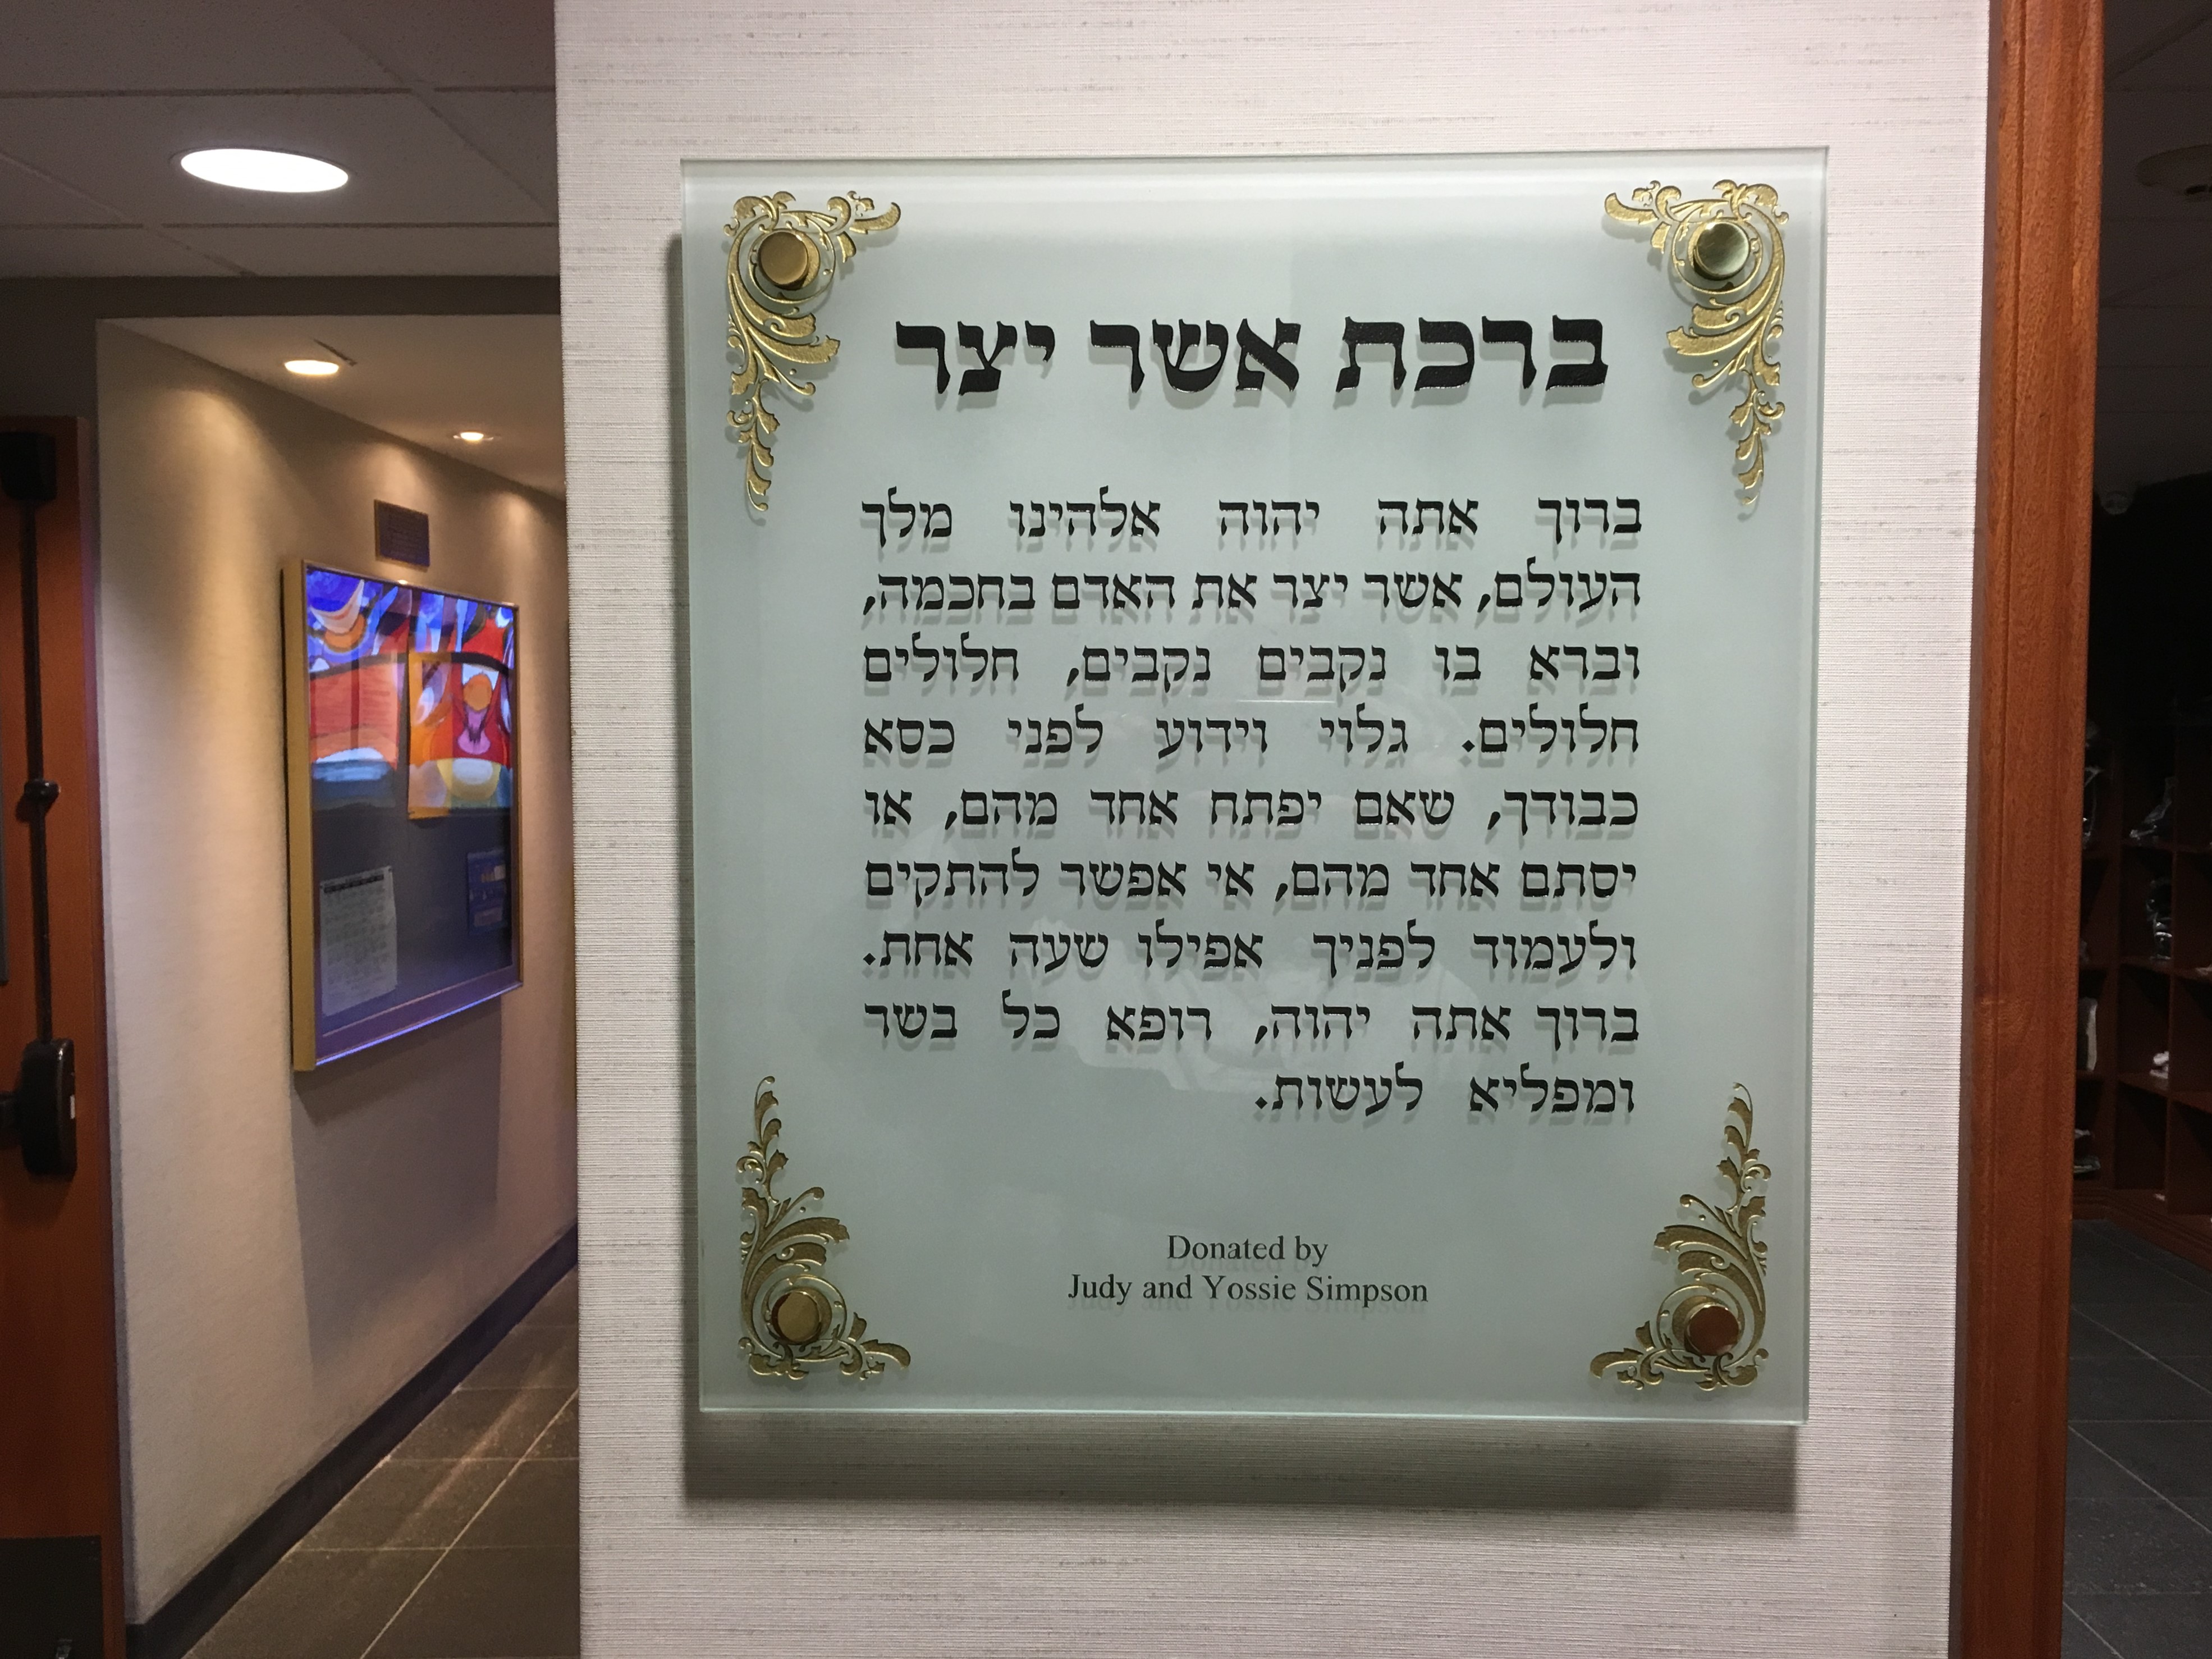 ברכת אשר יצר
ברוך אתה יהוה אלהינו מלך
העולם, אשר יצר את האדם בחכמה,
וברא בו נקבים נקבים, חלולים
חלולים. גלוי וידוע לפני כסא
כבודך, שאם יפתח אחד מהם, או
יסתם אחד מהם, אי אפשר להתקים
ולעמוד לפניך אפילו שעה אחת.
ברוך אתה יהוה, רופא כל בשר
ומפליא לעשות.
Donated by
Judy and Yossie Simpson